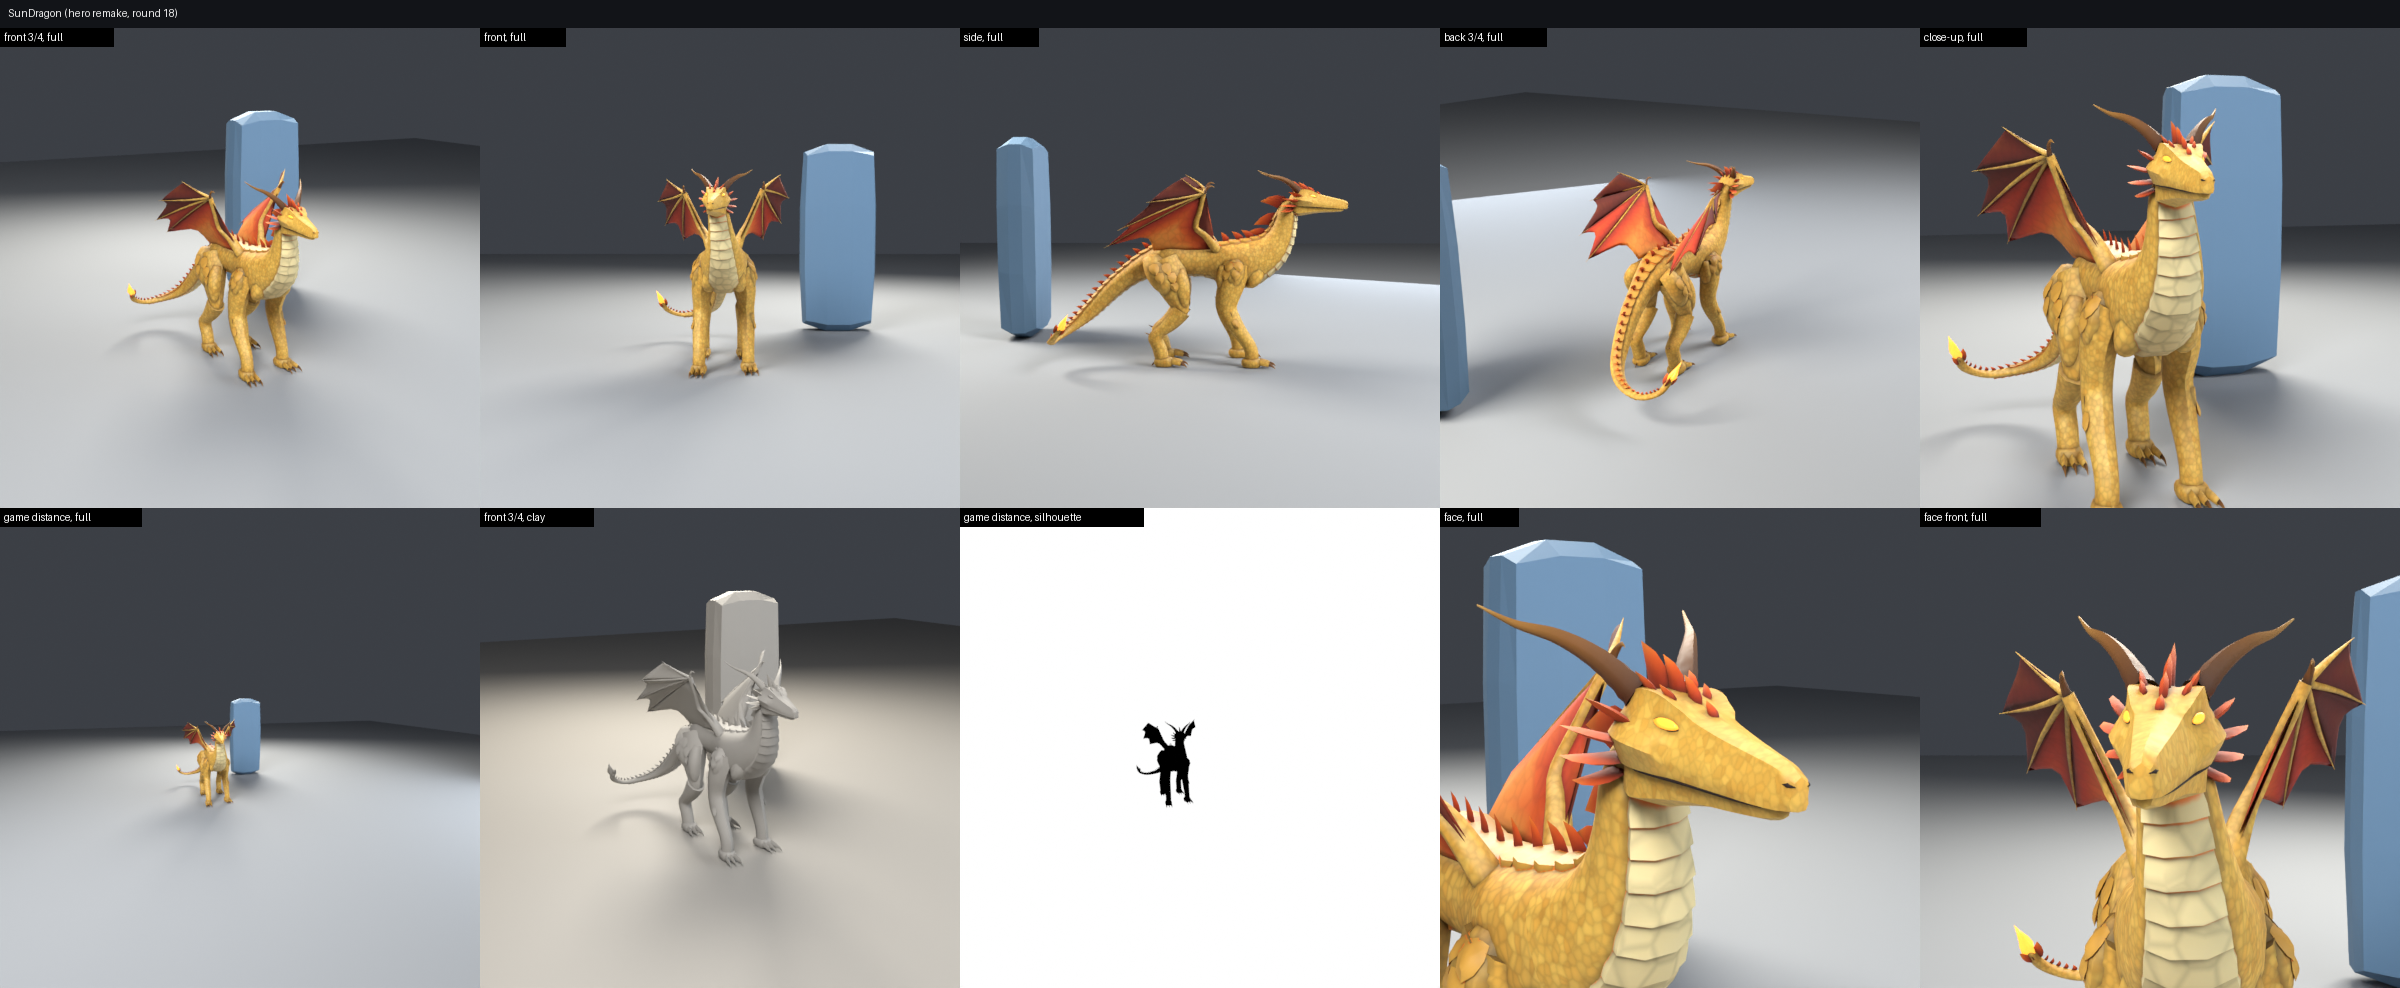 SunDragon (hero remake, round 18)
front 3/4, full
front, full
side, full
back 3/4, full
close-up, full
game distance, full
front 3/4, clay
game distance, silhouette
face, full
face front, full